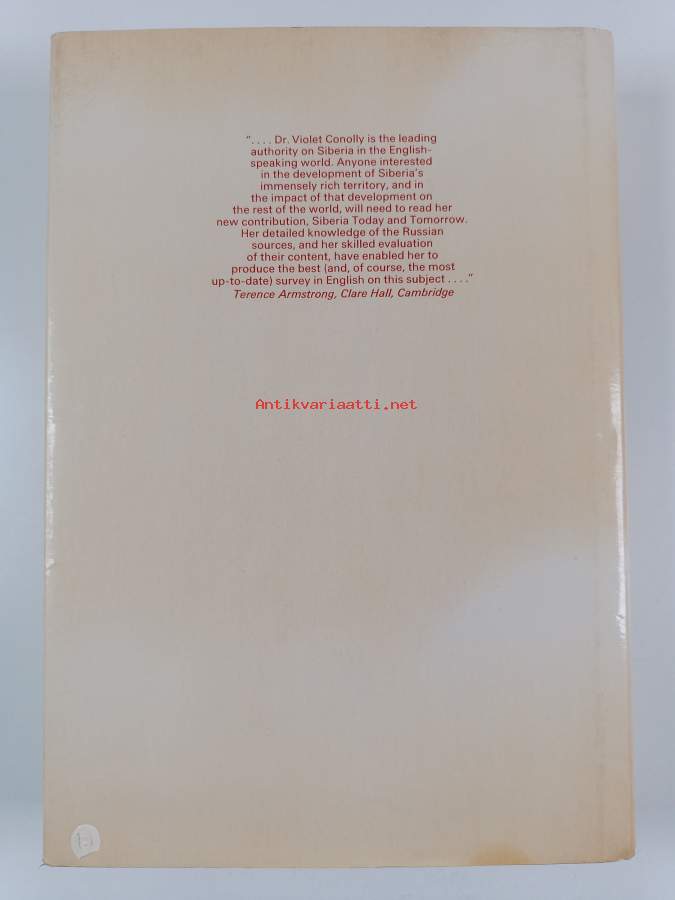 “. . . . Dr. Violet Conolly is the leading
authority on Siberia in the English-
speaking world. Anyone interested
in the development of Siberia's
immensely rich territory, and in
the impact of that development on
the rest of the world, will need to read her
new contribution, Siberia Today and Tomorrow.
Her detailed knowledge of the Russian
sources, and her skilled evaluation
of their content, have enabled her to
produce the best (and, of course, the most
up-to-date) survey in English on this subject . . . .”
Terence Armstrong, Clare Hall, Cambridge
Antikvariaatti.net